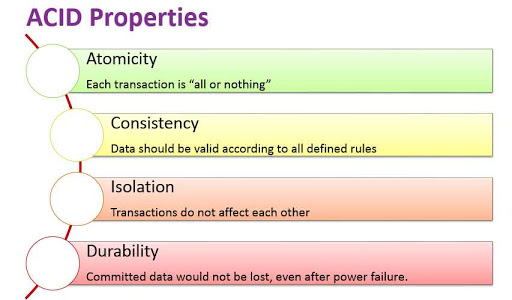 ACID Properties
Atomicity
Each transaction is “all or nothing”
Consistency
Data should be valid according to all defined rules
Isolation
Transactions do not affect each other
Durability
Committed data would not be lost, even after power failure.